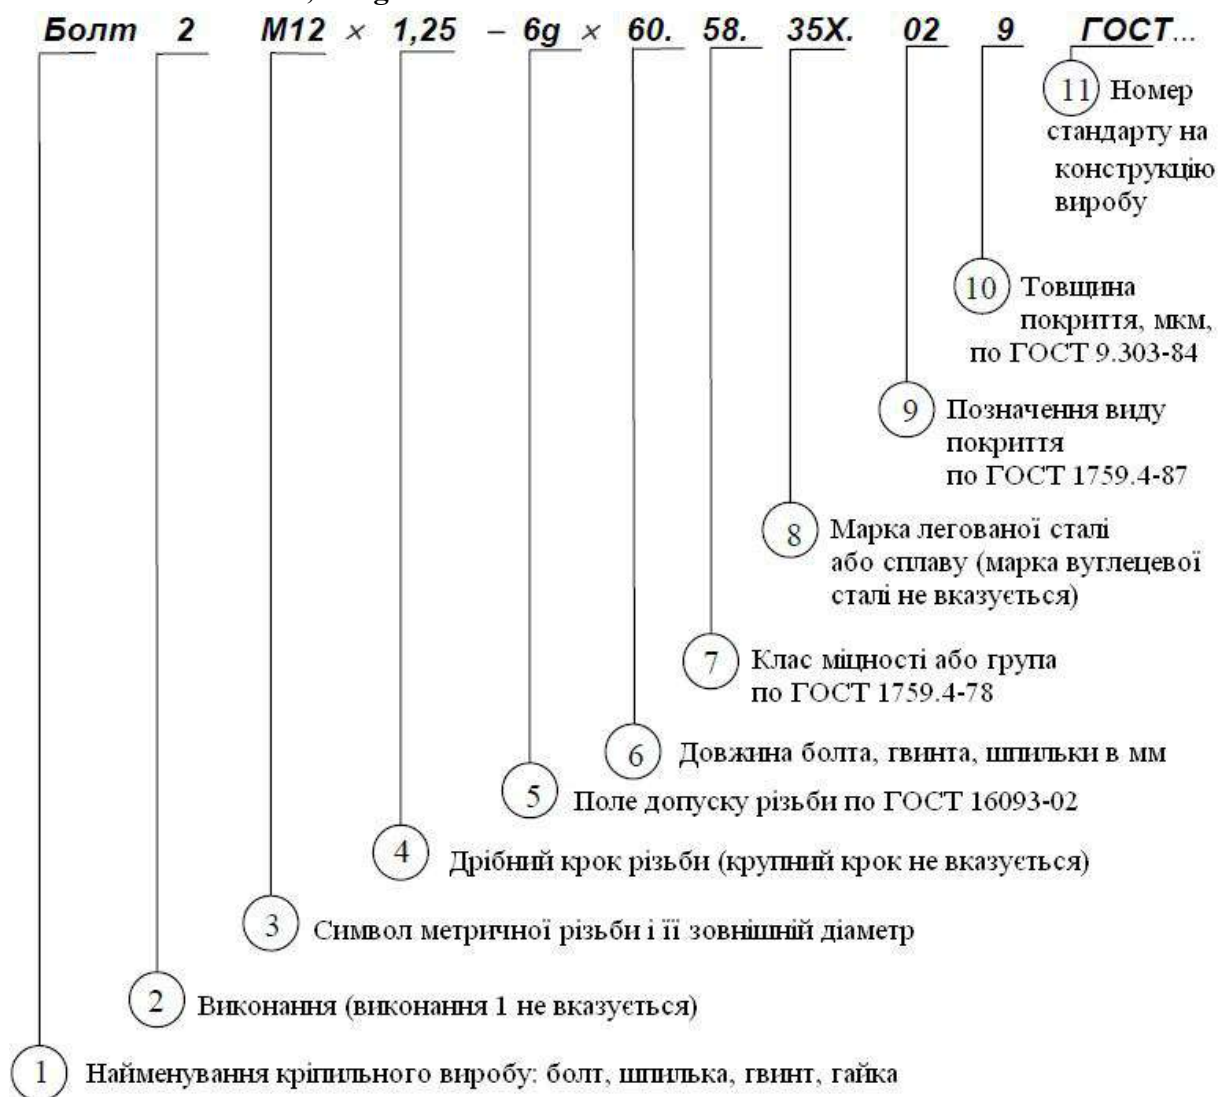 Болт 2 М12 × 1,25 – 6g × 60. 58. 35Х. 02 9 ГОСТ...
11 Номер
стандарту на
конструкцію
виробу
10 Товщина
покриття, мкм,
по ГОСТ 9.303-84
9 Позначення виду
покриття
по ГОСТ 1759.4-87
8 Марка легованої сталі
або сплаву (марка вуглецевої
сталі не вказується)
7 Клас міцності або група
по ГОСТ 1759.4-78
6 Довжина болта, гвинта, шпильки в мм
5 Поле допуску різьби по ГОСТ 16093-02
4 Дрібний крок різьби (крупний крок не вказується)
3 Символ метричної різьби і її зовнішній діаметр
2 Виконання (виконання 1 не вказується)
1 Найменування кріпильного виробу: болт, шпилька, гвинт, гайка